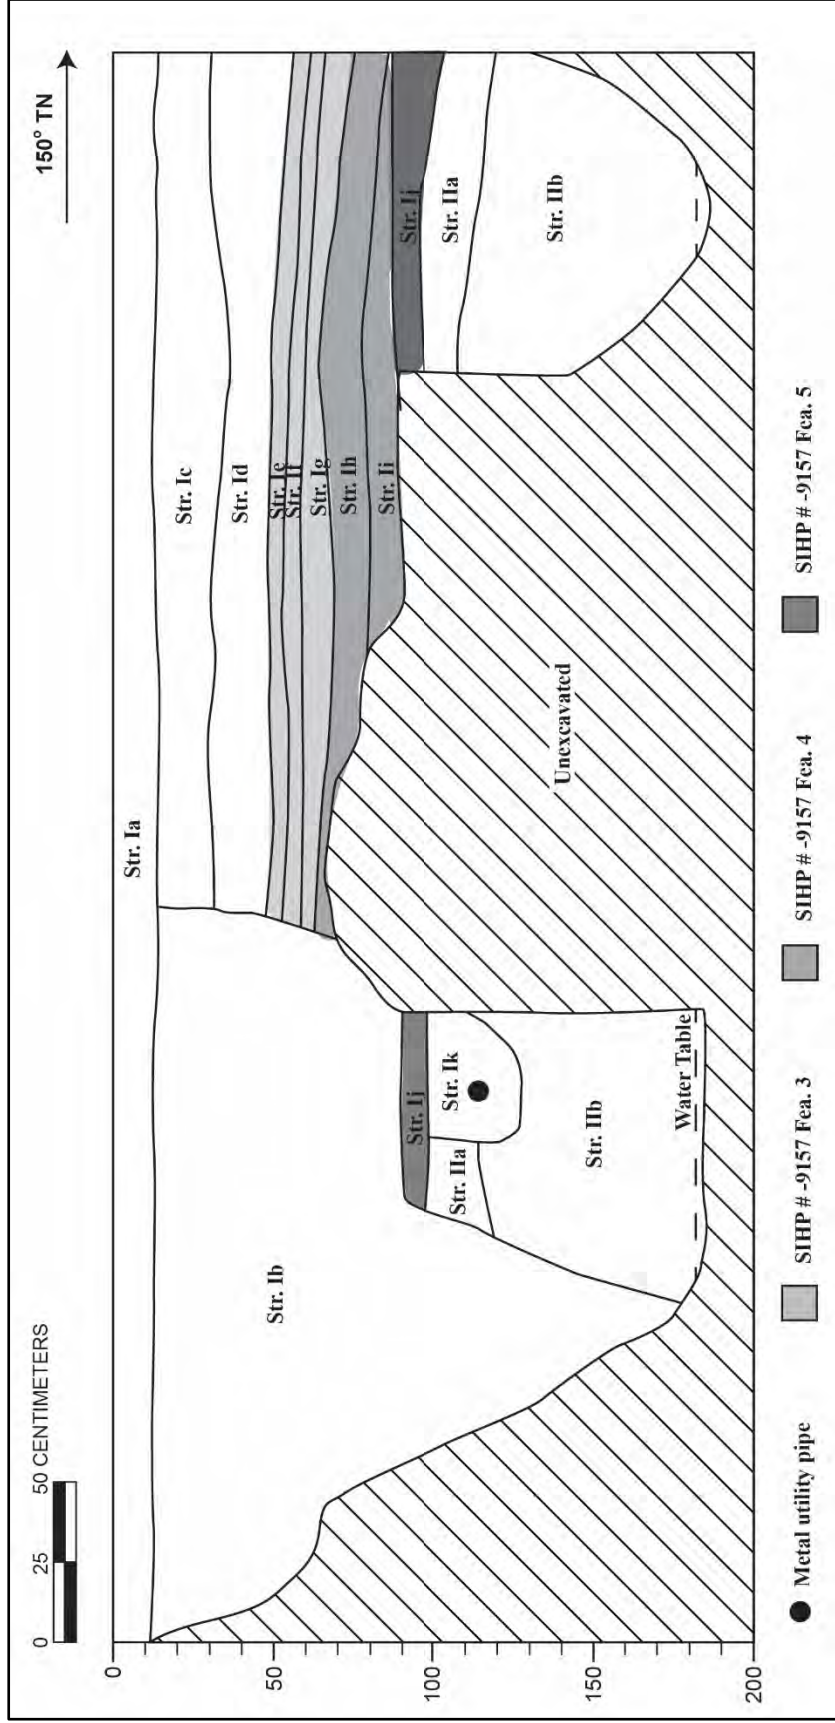 0 25 50 CENTIMETERS
150° TN
Str. Ia
Str. Ib
Str. Ic
Str. Id
Str. Ie
Str. If
Str. Ig
Str. Ih
Str. Ii
Str. Ij
Str. IIa
Str. IIb
Str. Ij
Str. Ik
Str. IIa
Str. IIb
Water Table
Unexcavated
0
50
100
150
200
Metal utility pipe
SIHP # -9157 Fea. 3
SIHP # -9157 Fea. 4
SIHP # -9157 Fea. 5